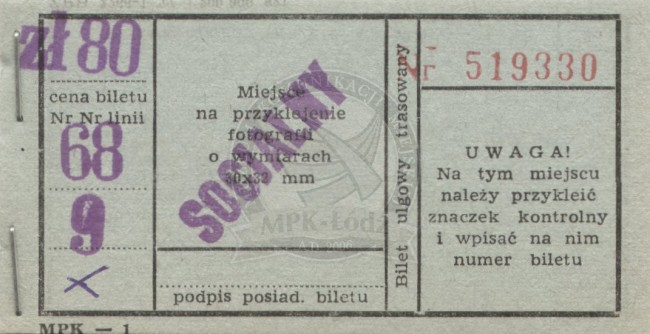 zł 80
cena biletu
Nr Nr linii
68
9
X
Miejsce
na przyklejenie
fotografii
o wymiarach
30x32 mm
SOCJALNY
MPK-Łódź
podpis posiad. biletu
Bilet ulgowy trasowany
Nr 519330
UWAGA!
Na tym miejscu
należy przykleić
znaczek kontrolny
i wpisać na nim
numer biletu
MPK — 1